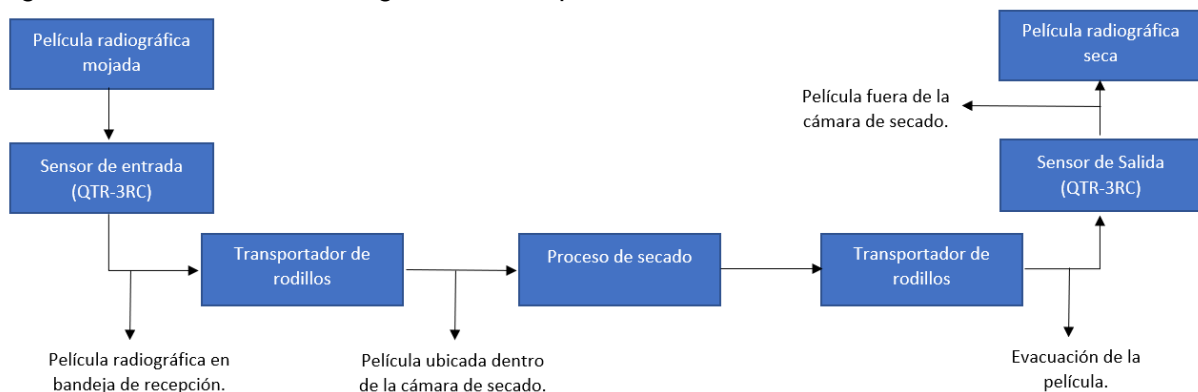 Película radiográfica
mojada
Sensor de entrada
(QTR-3RC)
Transportador de
rodillos
Proceso de secado
Transportador de
rodillos
Sensor de Salida
(QTR-3RC)
Película radiográfica
seca
Película fuera de la
cámara de secado.
Película radiográfica en
bandeja de recepción.
Película ubicada dentro
de la cámara de secado.
Evacuación de la
película.